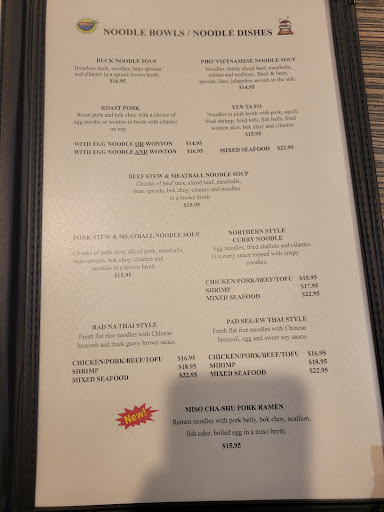 NOODLE BOWLS / NOODLE DISHES
DUCK NOODLE SOUP
Boneless duck, noodles, bean sprouts
and cilantro in a spiced brown broth.
$16.95
PHO' VIETNAMESE NOODLE SOUP
Noodles, thinly sliced beef, meatballs,
onions and scallions, Basil & bean,
sprouts, lime, jalapeños served on the side.
$14.95
ROAST PORK
Roast pork and bok choy with a choice of
egg noodle or wonton in broth with cilantro
on top.
WITH EGG NOODLE OR WONTON $14.95
WITH EGG NOODLE AND WONTON $16.95
YEN TA FO
Noodles in pink broth with pork, squid,
fried shrimp, fried tofu, fish balls, fried
wonton skin, bok choy and cilantro.
$15.95
MIXED SEAFOOD $22.95
BEEF STEW & MEATBALL NOODLE SOUP
Chunks of beef stew, sliced beef, meatballs,
bean sprouts, bok choy, cilantro and noodles
in a brown broth.
$15.95
PORK STEW & MEATBALL NOODLE SOUP
Chunks of pork stew, sliced pork, meatballs,
bean sprouts, bok choy, cilantro and
noodles in a brown broth
$15.95
NORTHERN STYLE
CURRY NOODLE
Egg noodles, fried shallots and cilantro
in a curry sauce topped with crispy
noodles.
CHICKEN/PORK/BEEF/TOFU $15.95
SHRIMP $17.95
MIXED SEAFOOD $22.95
RAD NA THAI STYLE
Fresh flat rice noodles with Chinese
broccoli and thick gravy brown sauce.
CHICKEN/PORK/BEEF/TOFU $16.95
SHRIMP $18.95
MIXED SEAFOOD $22.95
PAD SEE-EW THAI STYLE
Fresh flat rice noodles with Chinese
broccoli, egg and sweet soy sauce.
CHICKEN/PORK/BEEF/TOFU $16.95
SHRIMP $18.95
MIXED SEAFOOD $22.95
New!
MISO CHA-SHU PORK RAMEN
Ramen noodles with pork belly, bok choy, scallion,
fish cake, boiled egg in a miso broth.
$15.95